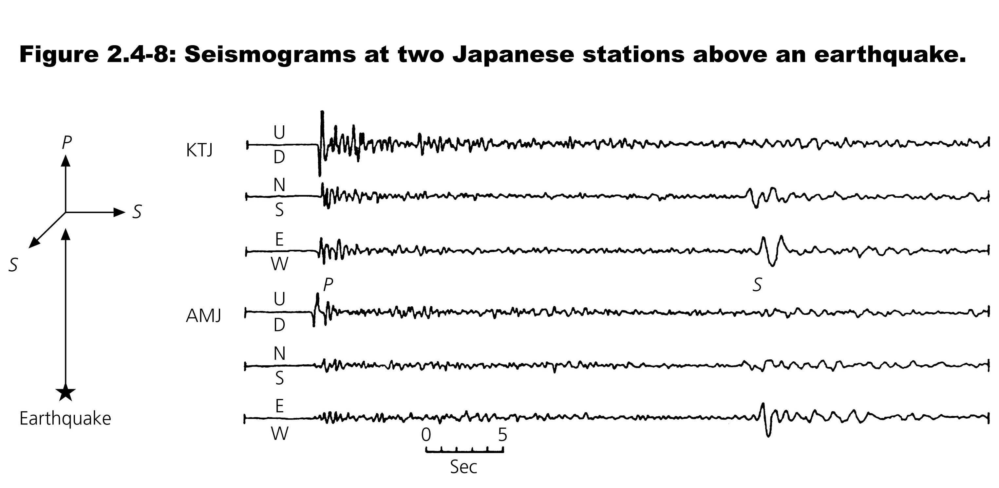 Figure 2.4-8: Seismograms at two Japanese stations above an earthquake.
P
S
S
Earthquake
KTJ
U
D
N
S
E
W
P
S
AMJ
U
D
N
S
E
W
0 5
Sec